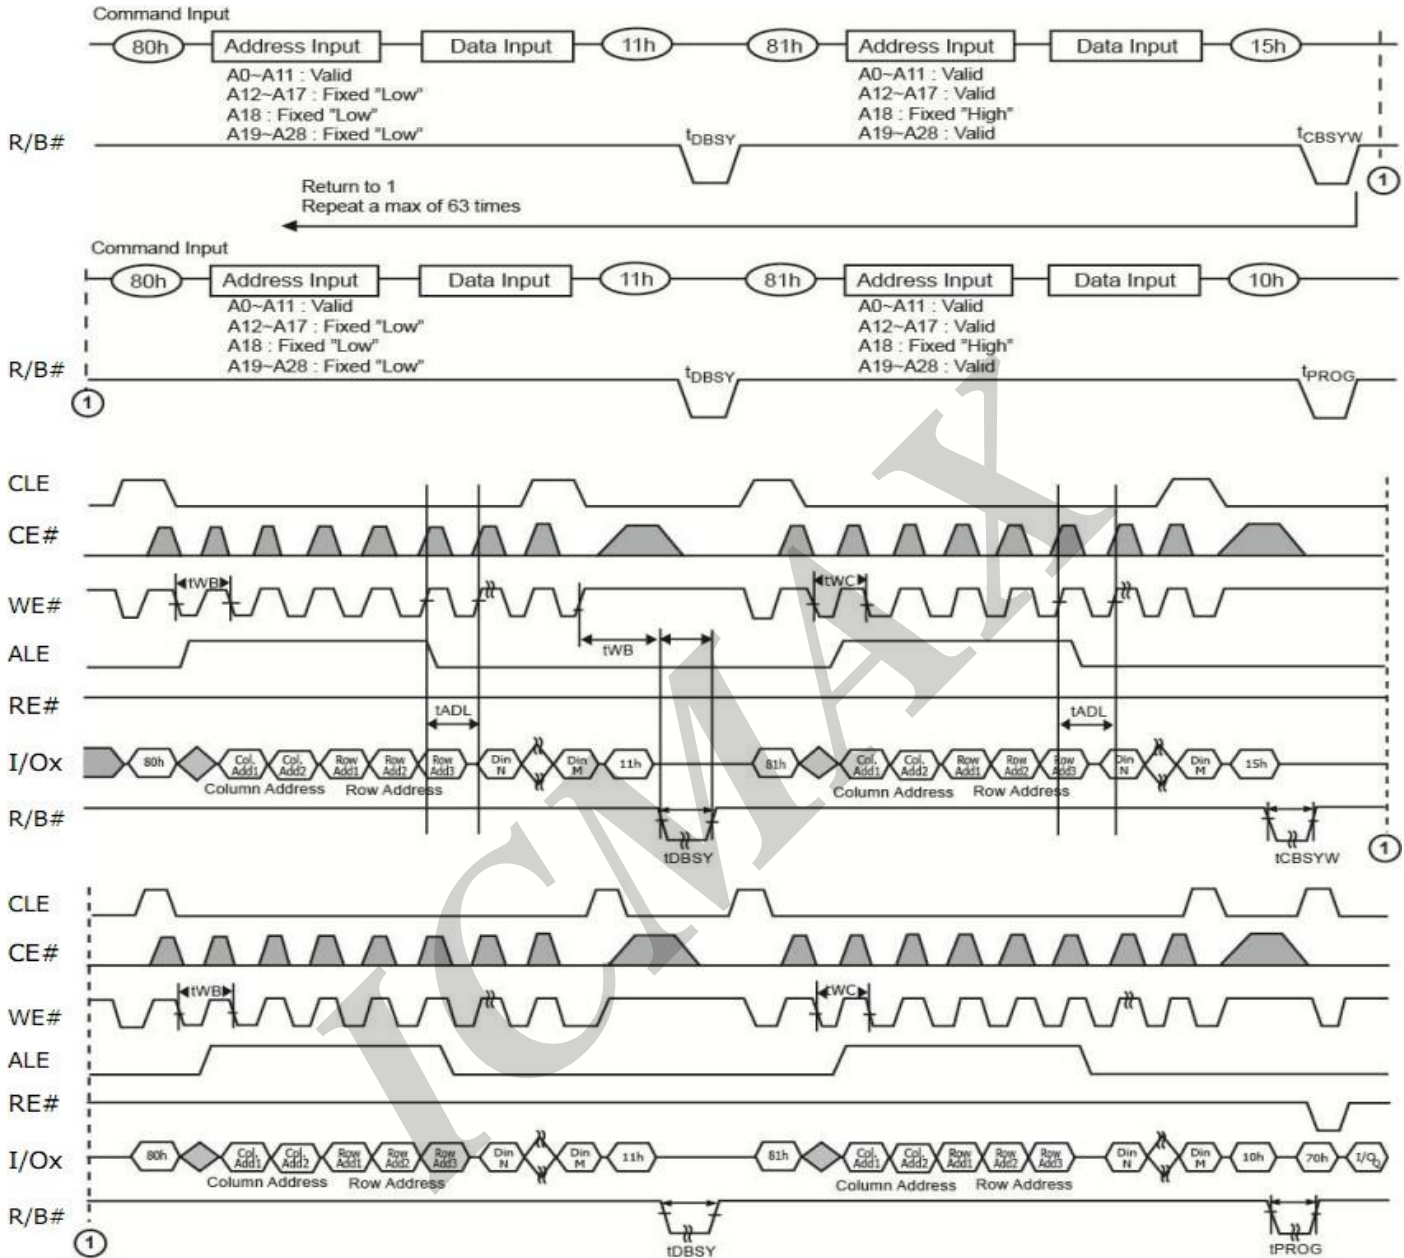 Command Input
80h Address Input Data Input 11h 81h Address Input Data Input 15h
A0~A11 : Valid A0~A11 : Valid
A12~A17 : Fixed "Low" A12~A17 : Valid
A18 : Fixed "Low" A18 : Fixed "High"
A19~A28 : Fixed "Low" A19~A28 : Valid
R/B# tDBSY tCBSYW
1
Return to 1
Repeat a max of 63 times
Command Input
80h Address Input Data Input 11h 81h Address Input Data Input 10h
A0~A11 : Valid A0~A11 : Valid
A12~A17 : Fixed "Low" A12~A17 : Valid
A18 : Fixed "Low" A18 : Fixed "High"
A19~A28 : Fixed "Low" A19~A28 : Valid
R/B# tDBSY tPROG
1
CLE
CE#
WE# tWB tWC
ALE tWB
RE#
tADL tADL
I/Ox 80h Col. Add1 Col. Add2 Row Add1 Row Add2 Row Add3 Din N Din M 11h 81h Col. Add1 Col. Add2 Row Add1 Row Add2 Row Add3 Din N Din M 15h
Column Address Row Address Column Address Row Address
R/B#
tDBSY tCBSYW 1
CLE
CE#
WE# tWB tWC
ALE
RE#
I/Ox 80h Col. Add1 Col. Add2 Row Add1 Row Add2 Row Add3 Din N Din M 11h 81h Col. Add1 Col. Add2 Row Add1 Row Add2 Row Add3 Din N Din M 10h 70h I/O0
Column Address Row Address Column Address Row Address
R/B#
1 tDBSY tPROG
ICMAX